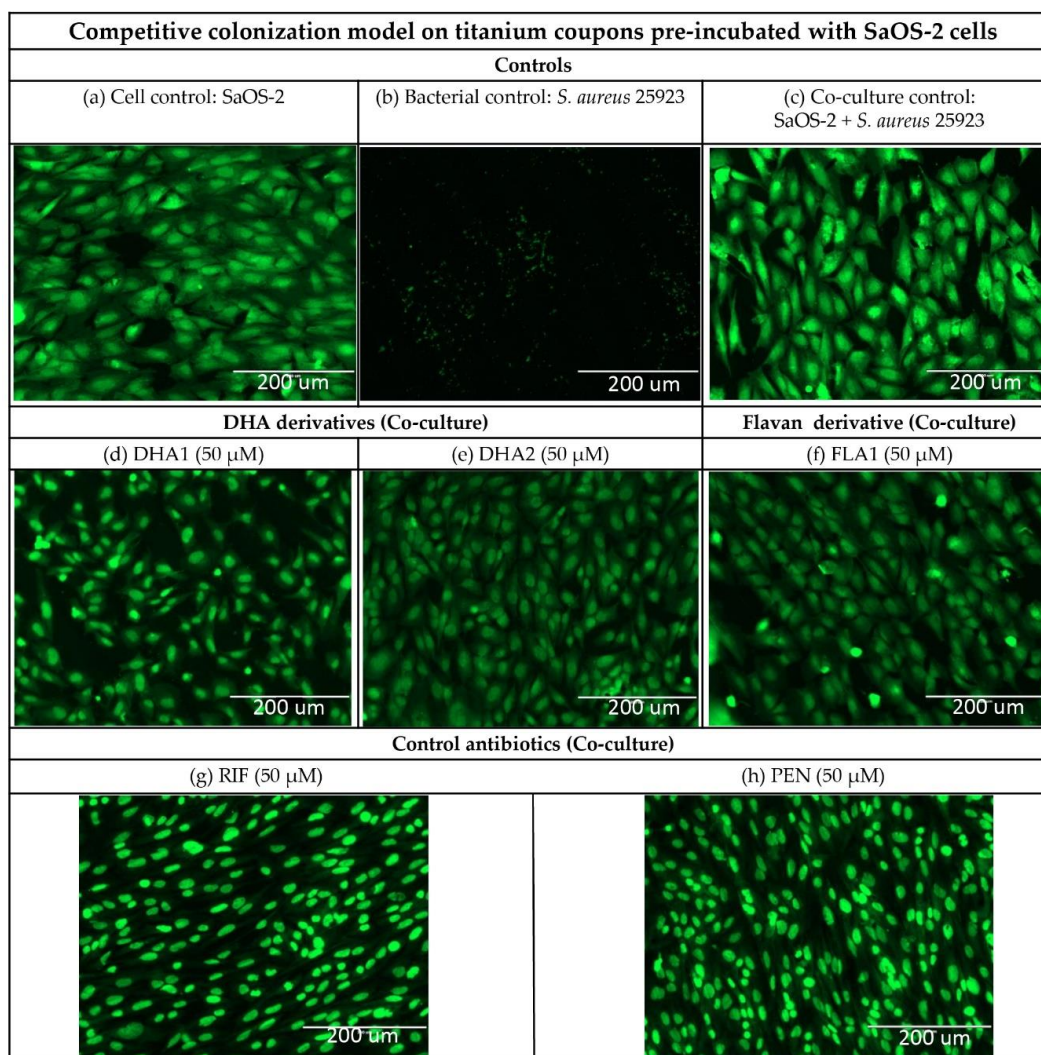 Competitive colonization model on titanium coupons pre-incubated with SaOS-2 cells
Controls
(a) Cell control: SaOS-2
(b) Bacterial control: S. aureus 25923
(c) Co-culture control:
SaOS-2 + S. aureus 25923
200 um
200 um
200 um
DHA derivatives (Co-culture)
Flavan derivative (Co-culture)
(d) DHA1 (50 μM)
(e) DHA2 (50 μM)
(f) FLA1 (50 μM)
200 um
200 um
200 um
Control antibiotics (Co-culture)
(g) RIF (50 μM)
(h) PEN (50 μM)
200 um
200 um